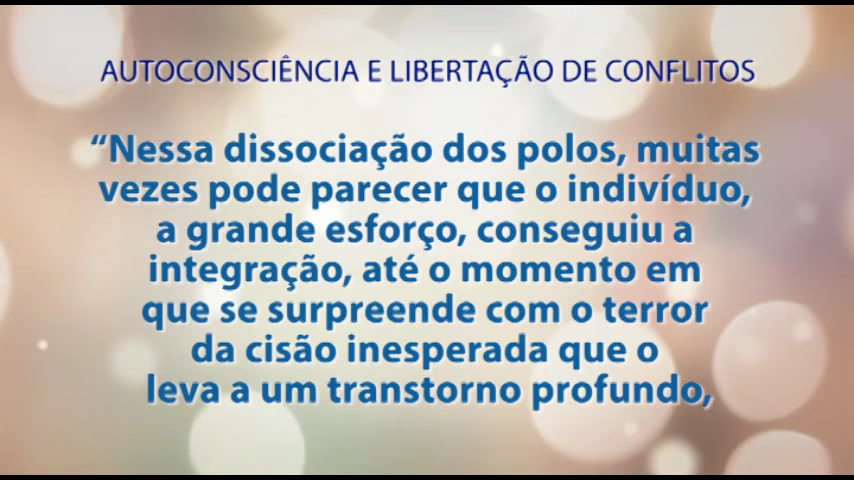 AUTOCONSCIÊNCIA E LIBERTAÇÃO DE CONFLITOS
“Nessa dissociação dos polos, muitas
vezes pode parecer que o indivíduo,
a grande esforço, conseguiu a
integração, até o momento em
que se surpreende com o terror
da cisão inesperada que o
leva a um transtorno profundo,